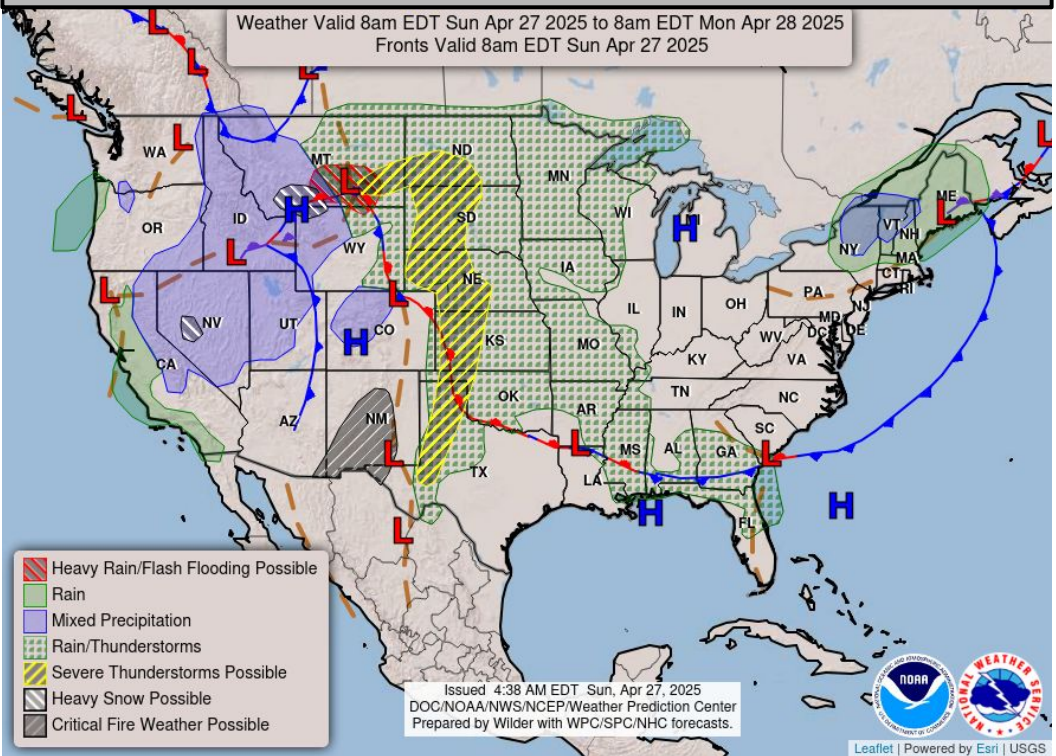 Weather Valid 8am EDT Sun Apr 27 2025 to 8am EDT Mon Apr 28 2025
Fronts Valid 8am EDT Sun Apr 27 2025
L
L
L
L
L
WA
MT
ND
MN
ME
L
L
L
OR
ID
H
WY
SD
WI
H
MI
NY
VT
NH
MA
CT
RI
L
L
L
NE
IA
PA
NJ
NV
UT
H
CO
KS
MO
IL
IN
OH
WV
MD
DC
DE
VA
KY
CA
AZ
NM
OK
AR
TN
NC
SC
L
TX
L
LA
MS
AL
GA
L
L
H
FL
H
Heavy Rain/Flash Flooding Possible
Rain
Mixed Precipitation
Rain/Thunderstorms
Severe Thunderstorms Possible
Heavy Snow Possible
Critical Fire Weather Possible
Issued 4:38 AM EDT Sun, Apr 27, 2025
DOC/NOAA/NWS/NCEP/Weather Prediction Center
Prepared by Wilder with WPC/SPC/NHC forecasts.
NOAA
NATIONAL WEATHER SERVICE
Leaflet | Powered by Esri | USGS